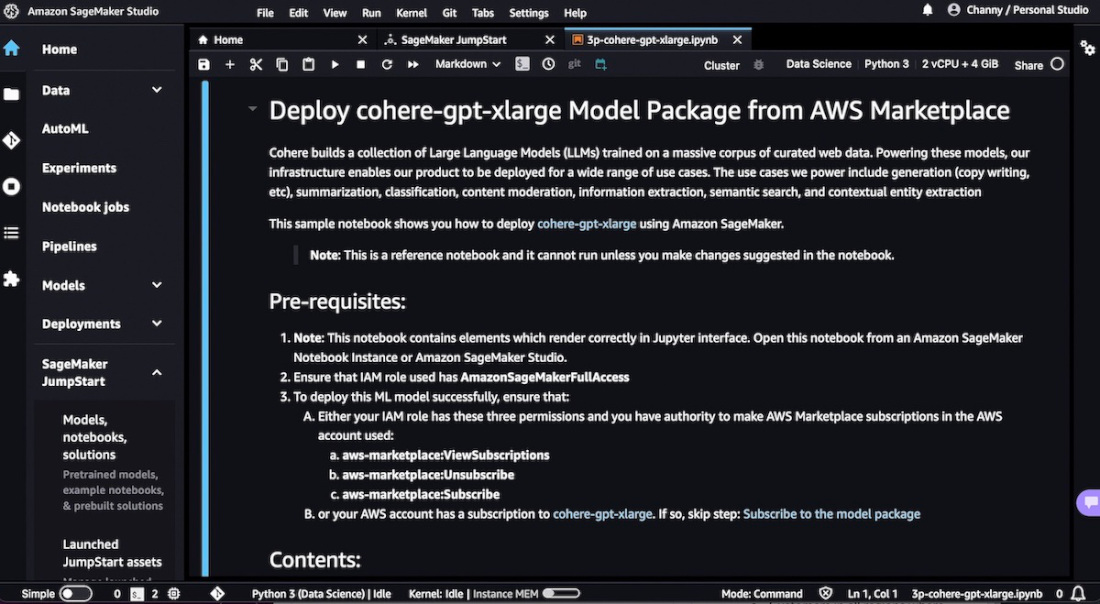 Amazon SageMaker Studio
File Edit View Run Kernel Git Tabs Settings Help
Channy / Personal Studio
Home
Data
AutoML
Experiments
Notebook jobs
Pipelines
Models
Deployments
SageMaker
JumpStart
Models,
notebooks,
solutions
Pretrained models,
example notebooks,
& prebuilt solutions
Launched
JumpStart assets
Home
SageMaker JumpStart
3p-cohere-gpt-xlarge.ipynb
Markdown
git
Cluster
Data Science
Python 3
2 vCPU + 4 GiB
Share
Deploy cohere-gpt-xlarge Model Package from AWS Marketplace
Cohere builds a collection of Large Language Models (LLMs) trained on a massive corpus of curated web data. Powering these models, our
infrastructure enables our product to be deployed for a wide range of use cases. The use cases we power include generation (copy writing,
etc), summarization, classification, content moderation, information extraction, semantic search, and contextual entity extraction
This sample notebook shows you how to deploy cohere-gpt-xlarge using Amazon SageMaker.
Note: This is a reference notebook and it cannot run unless you make changes suggested in the notebook.
Pre-requisites:
1. Note: This notebook contains elements which render correctly in Jupyter interface. Open this notebook from an Amazon SageMaker
Notebook Instance or Amazon SageMaker Studio.
2. Ensure that IAM role used has AmazonSageMakerFullAccess
3. To deploy this ML model successfully, ensure that:
A. Either your IAM role has these three permissions and you have authority to make AWS Marketplace subscriptions in the AWS
account used:
a. aws-marketplace:ViewSubscriptions
b. aws-marketplace:Unsubscribe
c. aws-marketplace:Subscribe
B. or your AWS account has a subscription to cohere-gpt-xlarge. If so, skip step: Subscribe to the model package
Contents:
Simple
0
2
Python 3 (Data Science) | Idle
Kernel: Idle | Instance MEM
Mode: Command
Ln 1, Col 1
3p-cohere-gpt-xlarge.ipynb
0